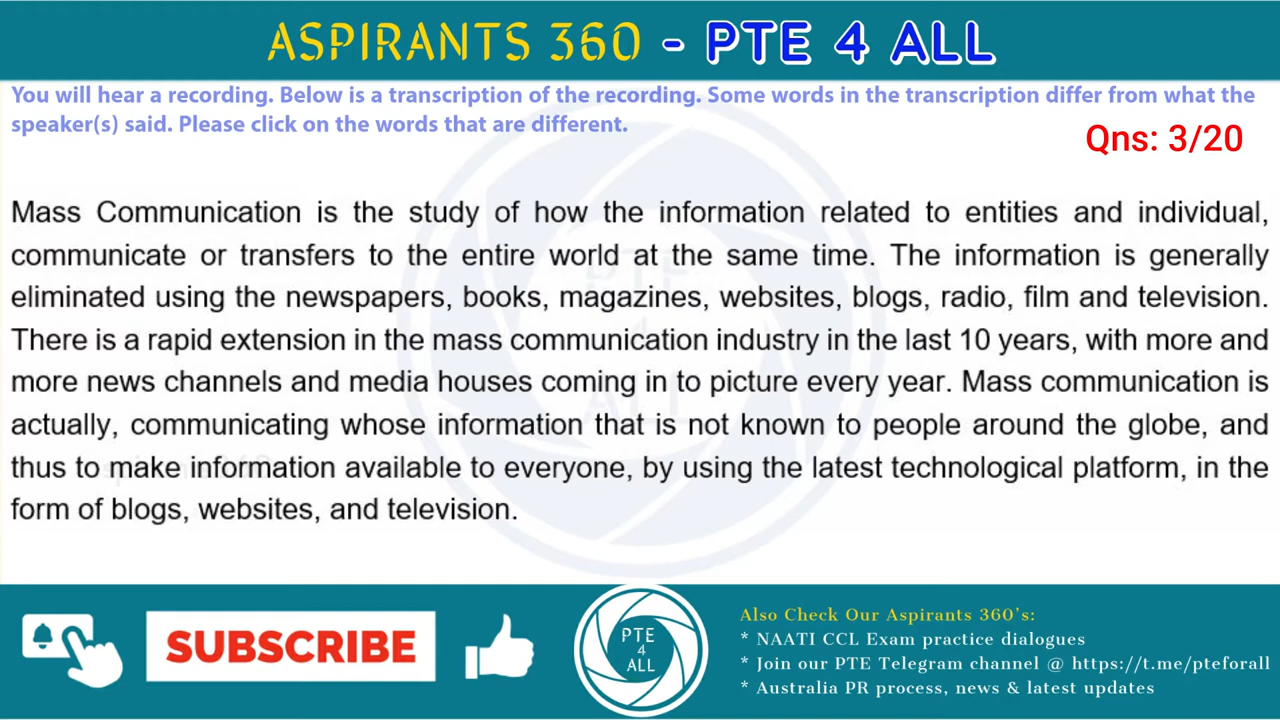 ASPIRANTS 360 - PTE 4 ALL
You will hear a recording. Below is a transcription of the recording. Some words in the transcription differ from what the
speaker(s) said. Please click on the words that are different.
Qns: 3/20
Mass Communication is the study of how the information related to entities and individual,
communicate or transfers to the entire world at the same time. The information is generally
eliminated using the newspapers, books, magazines, websites, blogs, radio, film and television.
There is a rapid extension in the mass communication industry in the last 10 years, with more and
more news channels and media houses coming in to picture every year. Mass communication is
actually, communicating whose information that is not known to people around the globe, and
thus to make information available to everyone, by using the latest technological platform, in the
form of blogs, websites, and television.
PTE
4
ALL
SUBSCRIBE
PTE
4
ALL
Also Check Our Aspirants 360's:
* NAATI CCL Exam practice dialogues
* Join our PTE Telegram channel @ https://t.me/pteforall
* Australia PR process, news & latest updates